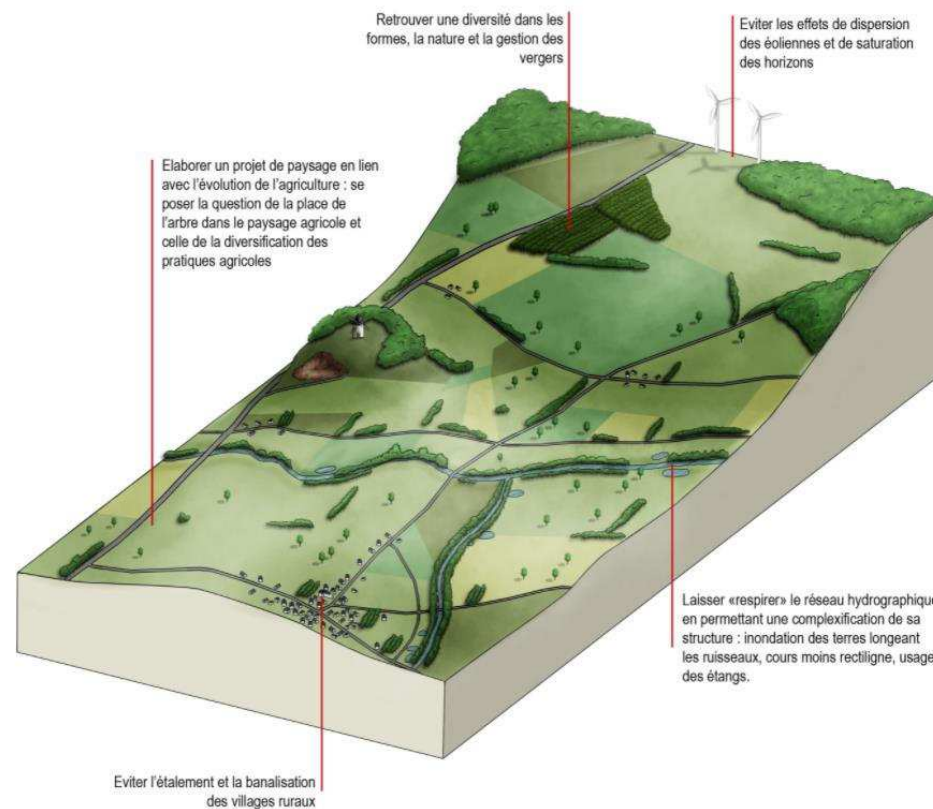 Retrouver une diversité dans les
formes, la nature et la gestion des
vergers
Eviter les effets de dispersion
des éoliennes et de saturation
des horizons
Elaborer un projet de paysage en lien
avec l'évolution de l'agriculture : se
poser la question de la place de
l'arbre dans le paysage agricole et
celle de la diversification des
pratiques agricoles
Laisser «respirer» le réseau hydrographique
en permettant une complexification de sa
structure : inondation des terres longeant
les ruisseaux, cours moins rectiligne, usage
des étangs.
Eviter l'étalement et la banalisation
des villages ruraux